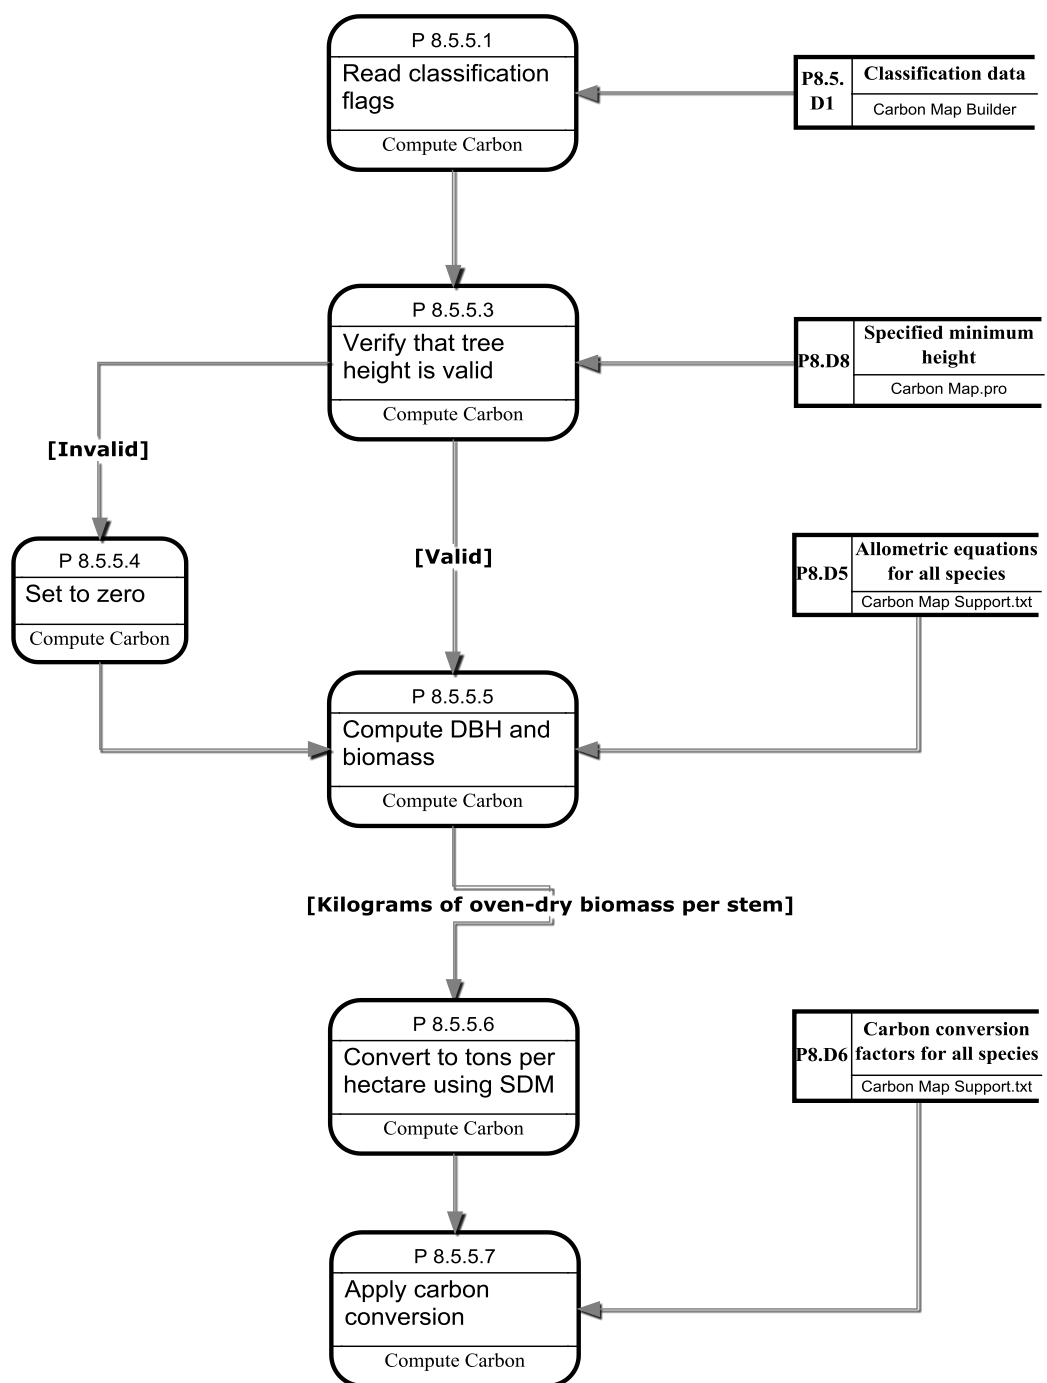 P 8.5.5.1
Read classification
flags
Compute Carbon
P8.5.
D1
Classification data
Carbon Map Builder
P 8.5.5.3
Verify that tree
height is valid
Compute Carbon
P8.D8
Specified minimum
height
Carbon Map.pro
[Invalid]
[Valid]
P 8.5.5.4
Set to zero
Compute Carbon
P8.D5
Allometric equations
for all species
Carbon Map Support.txt
P 8.5.5.5
Compute DBH and
biomass
Compute Carbon
[Kilograms of oven-dry biomass per stem]
P 8.5.5.6
Convert to tons per
hectare using SDM
Compute Carbon
P8.D6
Carbon conversion
factors for all species
Carbon Map Support.txt
P 8.5.5.7
Apply carbon
conversion
Compute Carbon